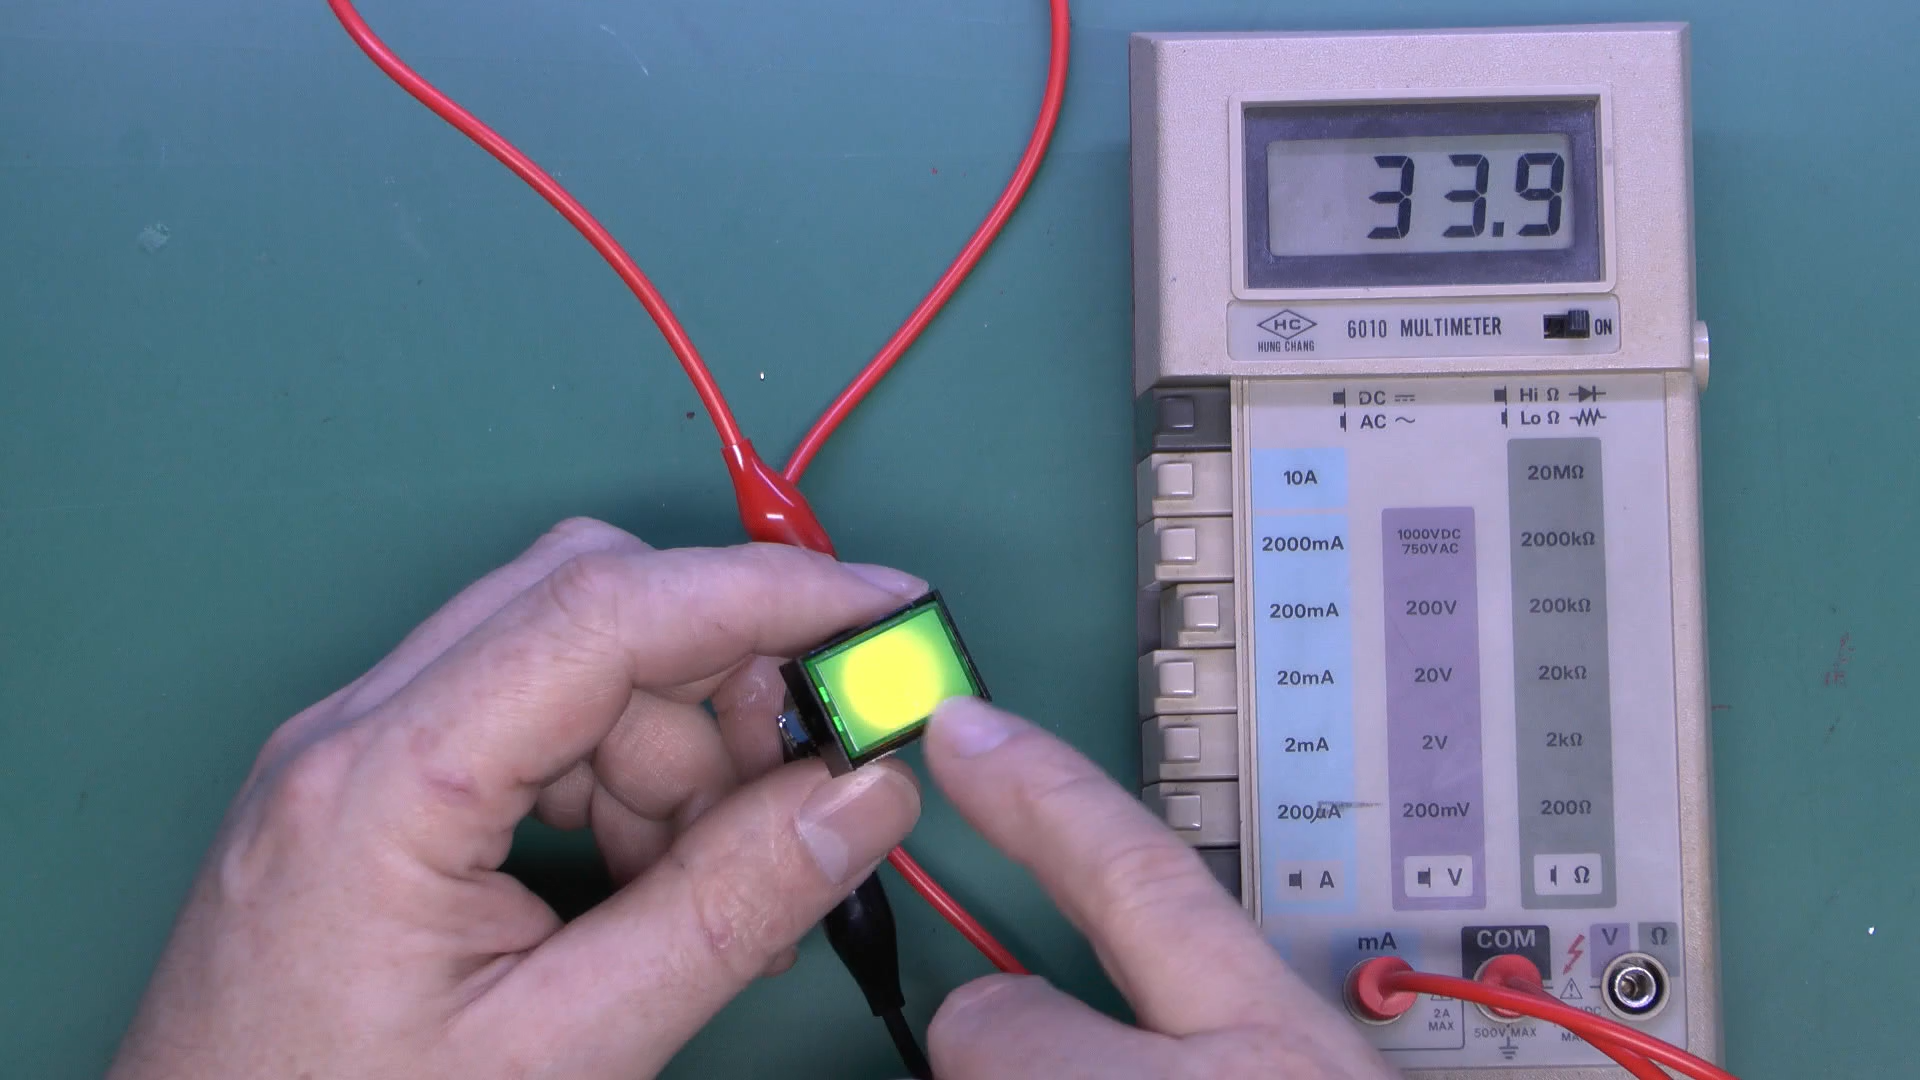 33.9
HC
HUNG CHANG
6010 MULTIMETER
ON
DC
AC
Hi Ω
Lo Ω
10A
2000mA
200mA
20mA
2mA
200µA
A
1000VDC
750VAC
200V
20V
2V
200mV
V
20MΩ
2000kΩ
200kΩ
20kΩ
2kΩ
200Ω
Ω
mA
COM
V
Ω
2A
MAX
500V MAX